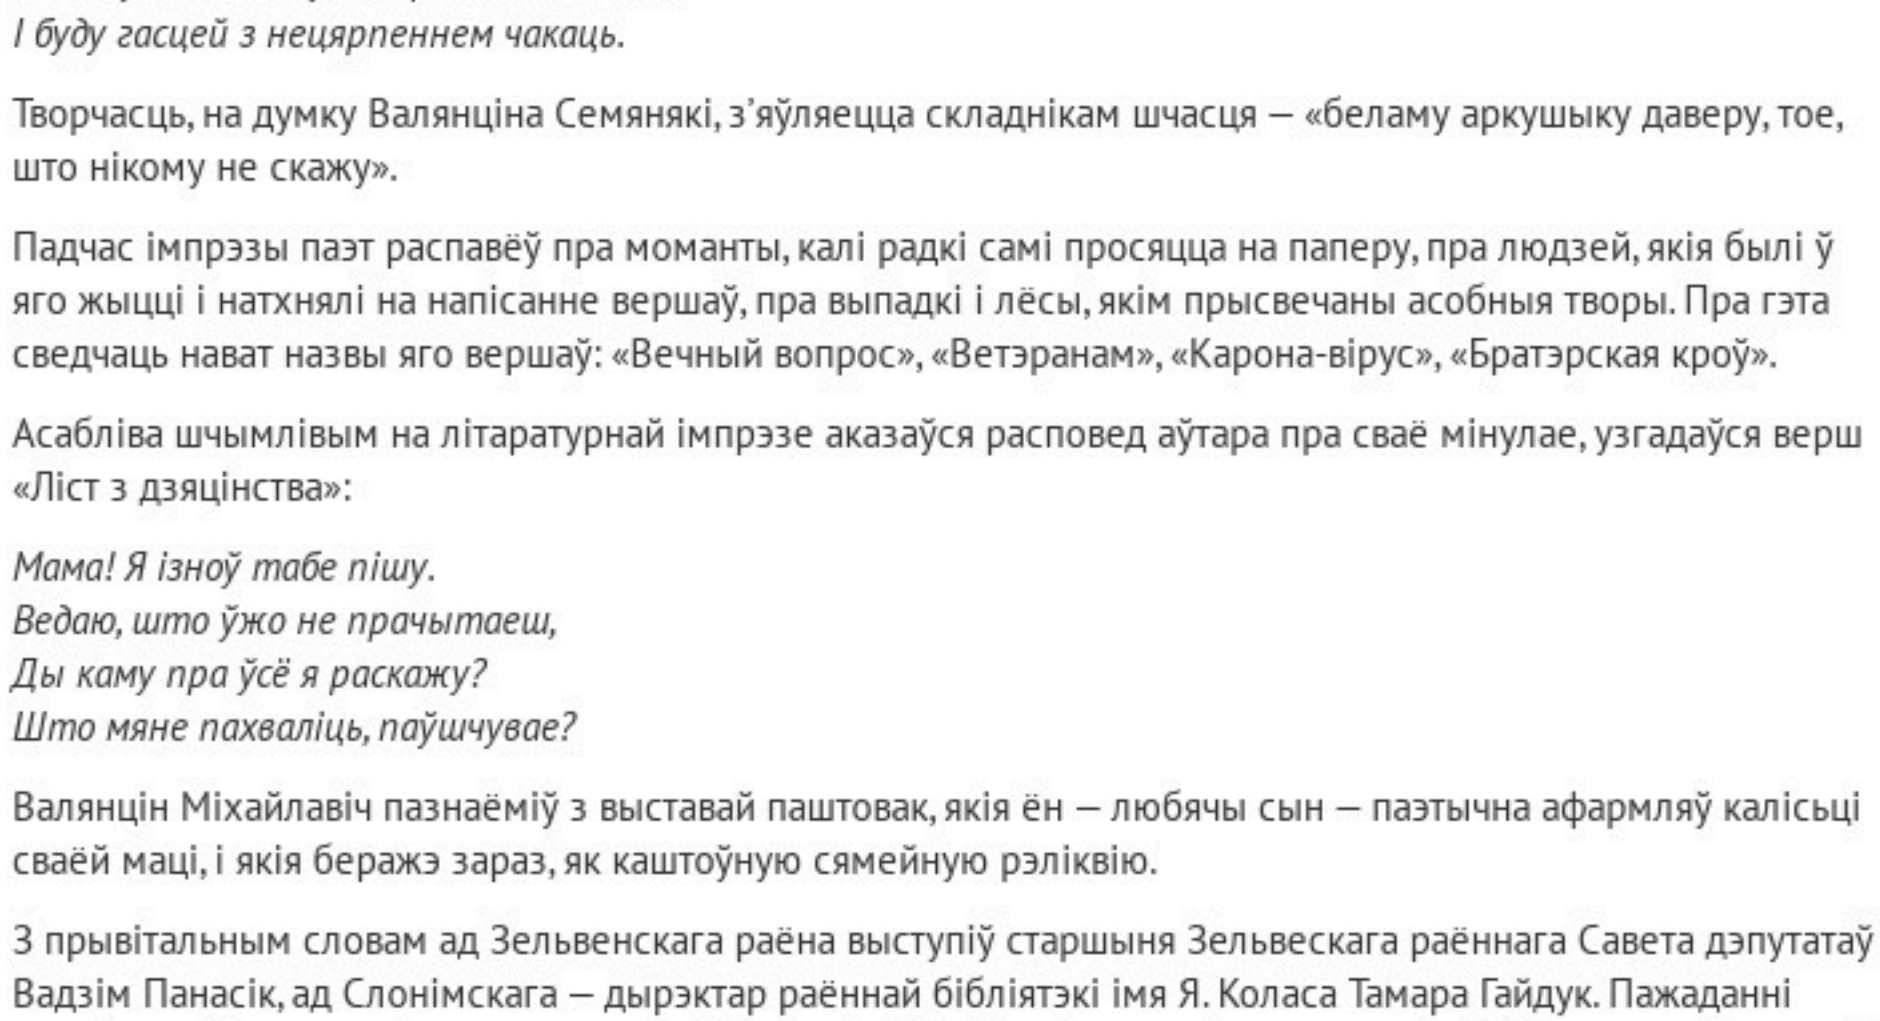 І буду гасцей з нецярпеннем чакаць.
Творчасць, на думку Валянціна Семянякі, з’яўляецца складнікам шчасця — «беламу аркушыку даверу, тое,
што нікому не скажу».
Падчас імпрэзы паэт распавёў пра моманты, калі радкі самі просяцца на паперу, пра людзей, якія былі ў
яго жыцці і натхнялі на напісанне вершаў, пра выпадкі і лёсы, якім прысвечаны асобныя творы. Пра гэта
сведчаць нават назвы яго вершаў: «Вечный вопрос», «Ветэранам», «Карона-вірус», «Братэрская кроў».
Асабліва шчымлівым на літаратурнай імпрэзе аказаўся расповед аўтара пра сваё мінулае, узгадаўся верш
«Ліст з дзяцінства»:
Мама! Я ізноў табе пішу.
Ведаю, што ўжо не прачытаеш,
Ды каму пра ўсё я раскажу?
Што мяне пахваліць, паўшчувае?
Валянцін Міхайлавіч пазнаёміў з выставай паштовак, якія ён — любячы сын — паэтычна афармляў калісьці
сваёй маці, і якія беражэ зараз, як каштоўную сямейную рэліквію.
З прывітальным словам ад Зельвенскага раёна выступіў старшыня Зельвескага раённага Савета дэпутатаў
Вадзім Панасік, ад Слонімскага — дырэктар раённай бібліятэкі імя Я. Коласа Тамара Гайдук. Пажаданні